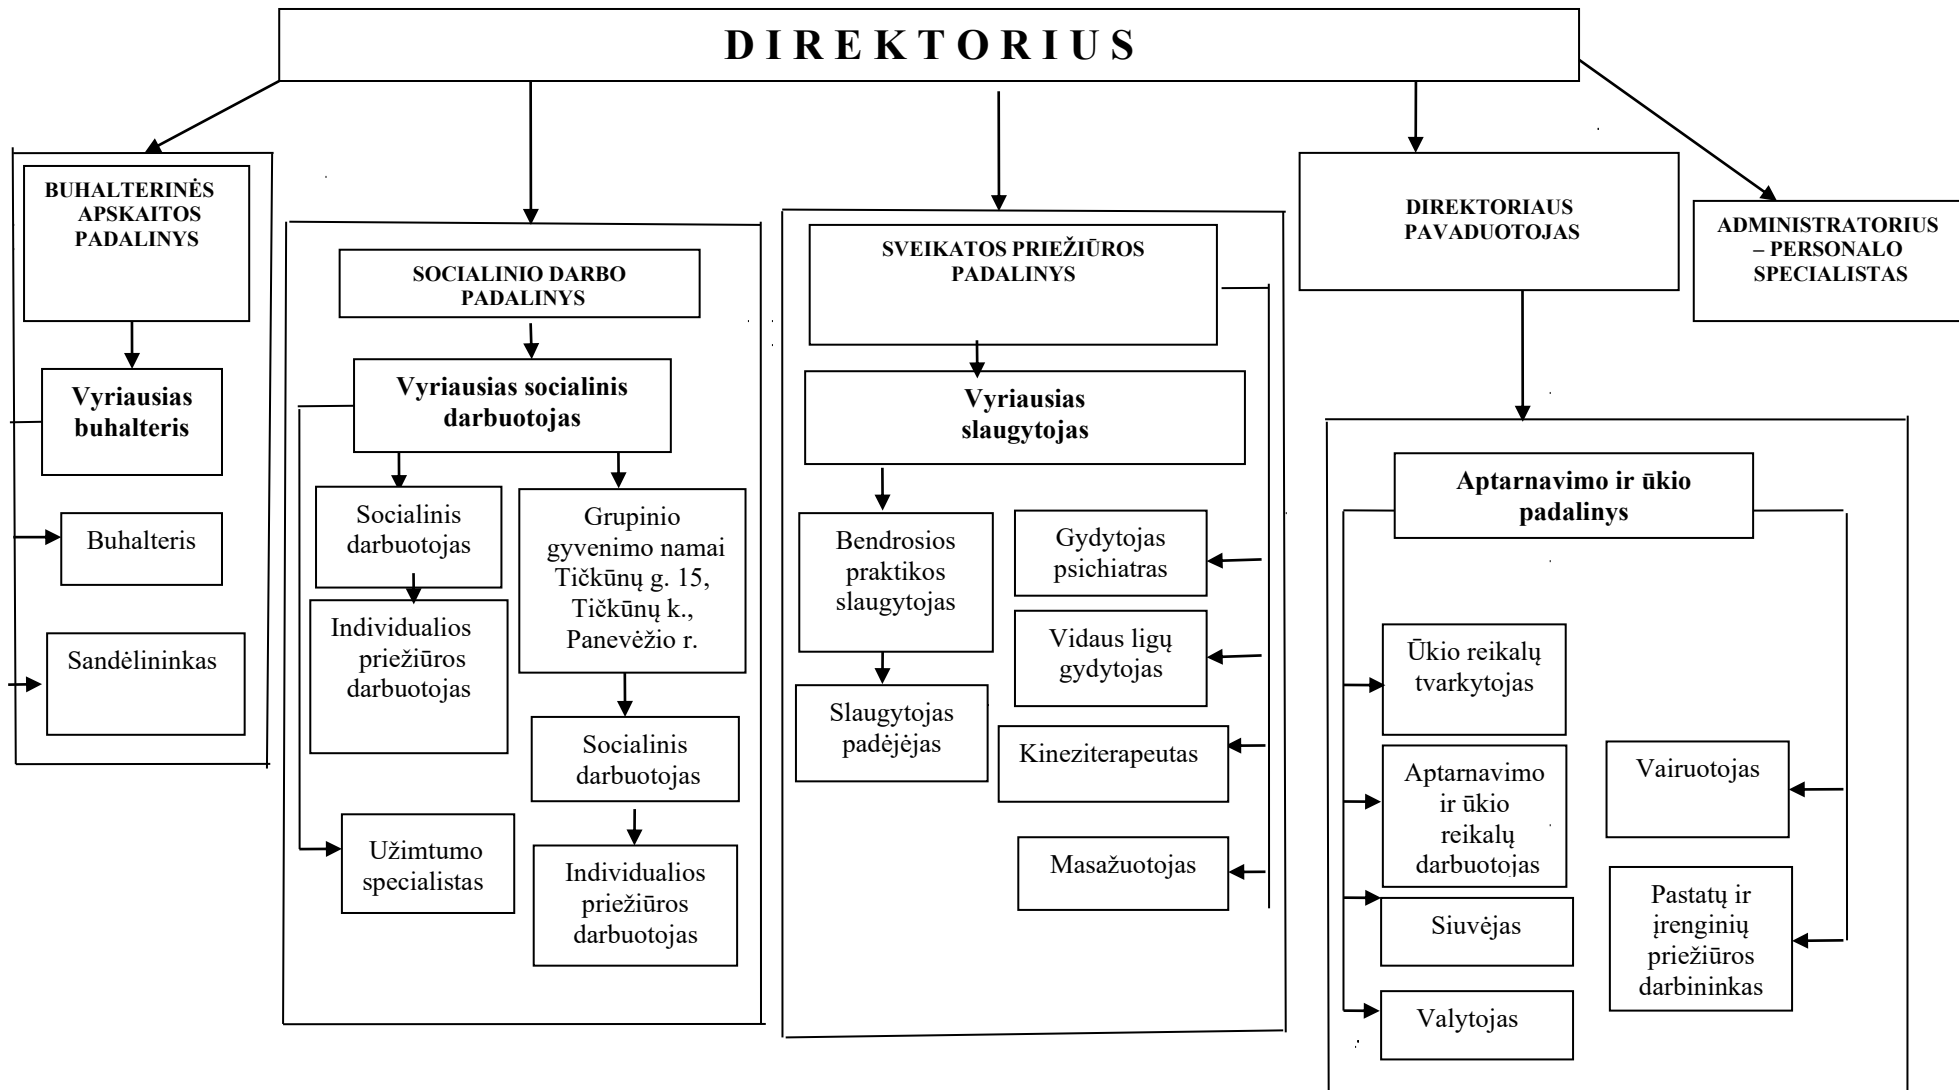 D I R E K T O R I U S
BUHALTERINĖS
APSKAITOS
PADALINYS
Vyriausias
buhalteris
Buhalteris
Sandėlininkas
SOCIALINIO DARBO
PADALINYS
Vyriausias socialinis
darbuotojas
Socialinis
darbuotojas
Individualios
priežiūros
darbuotojas
Užimtumo
specialistas
Grupinio
gyvenimo namai
Tičkūnų g. 15,
Tičkūnų k.,
Panevėžio r.
Socialinis
darbuotojas
Individualios
priežiūros
darbuotojas
SVEIKATOS PRIEŽIŪROS
PADALINYS
Vyriausias
slaugytojas
Bendrosios
praktikos
slaugytojas
Slaugytojas
padėjėjas
Gydytojas
psichiatras
Vidaus ligų
gydytojas
Kineziterapeutas
Masažuotojas
DIREKTORIAUS
PAVADUOTOJAS
Aptarnavimo ir ūkio
padalinys
Ūkio reikalų
tvarkytojas
Aptarnavimo
ir ūkio
reikalų
darbuotojas
Siuvėjas
Valytojas
Vairuotojas
Pastatų ir
įrenginių
priežiūros
darbininkas
ADMINISTRATORIUS
– PERSONALO
SPECIALISTAS